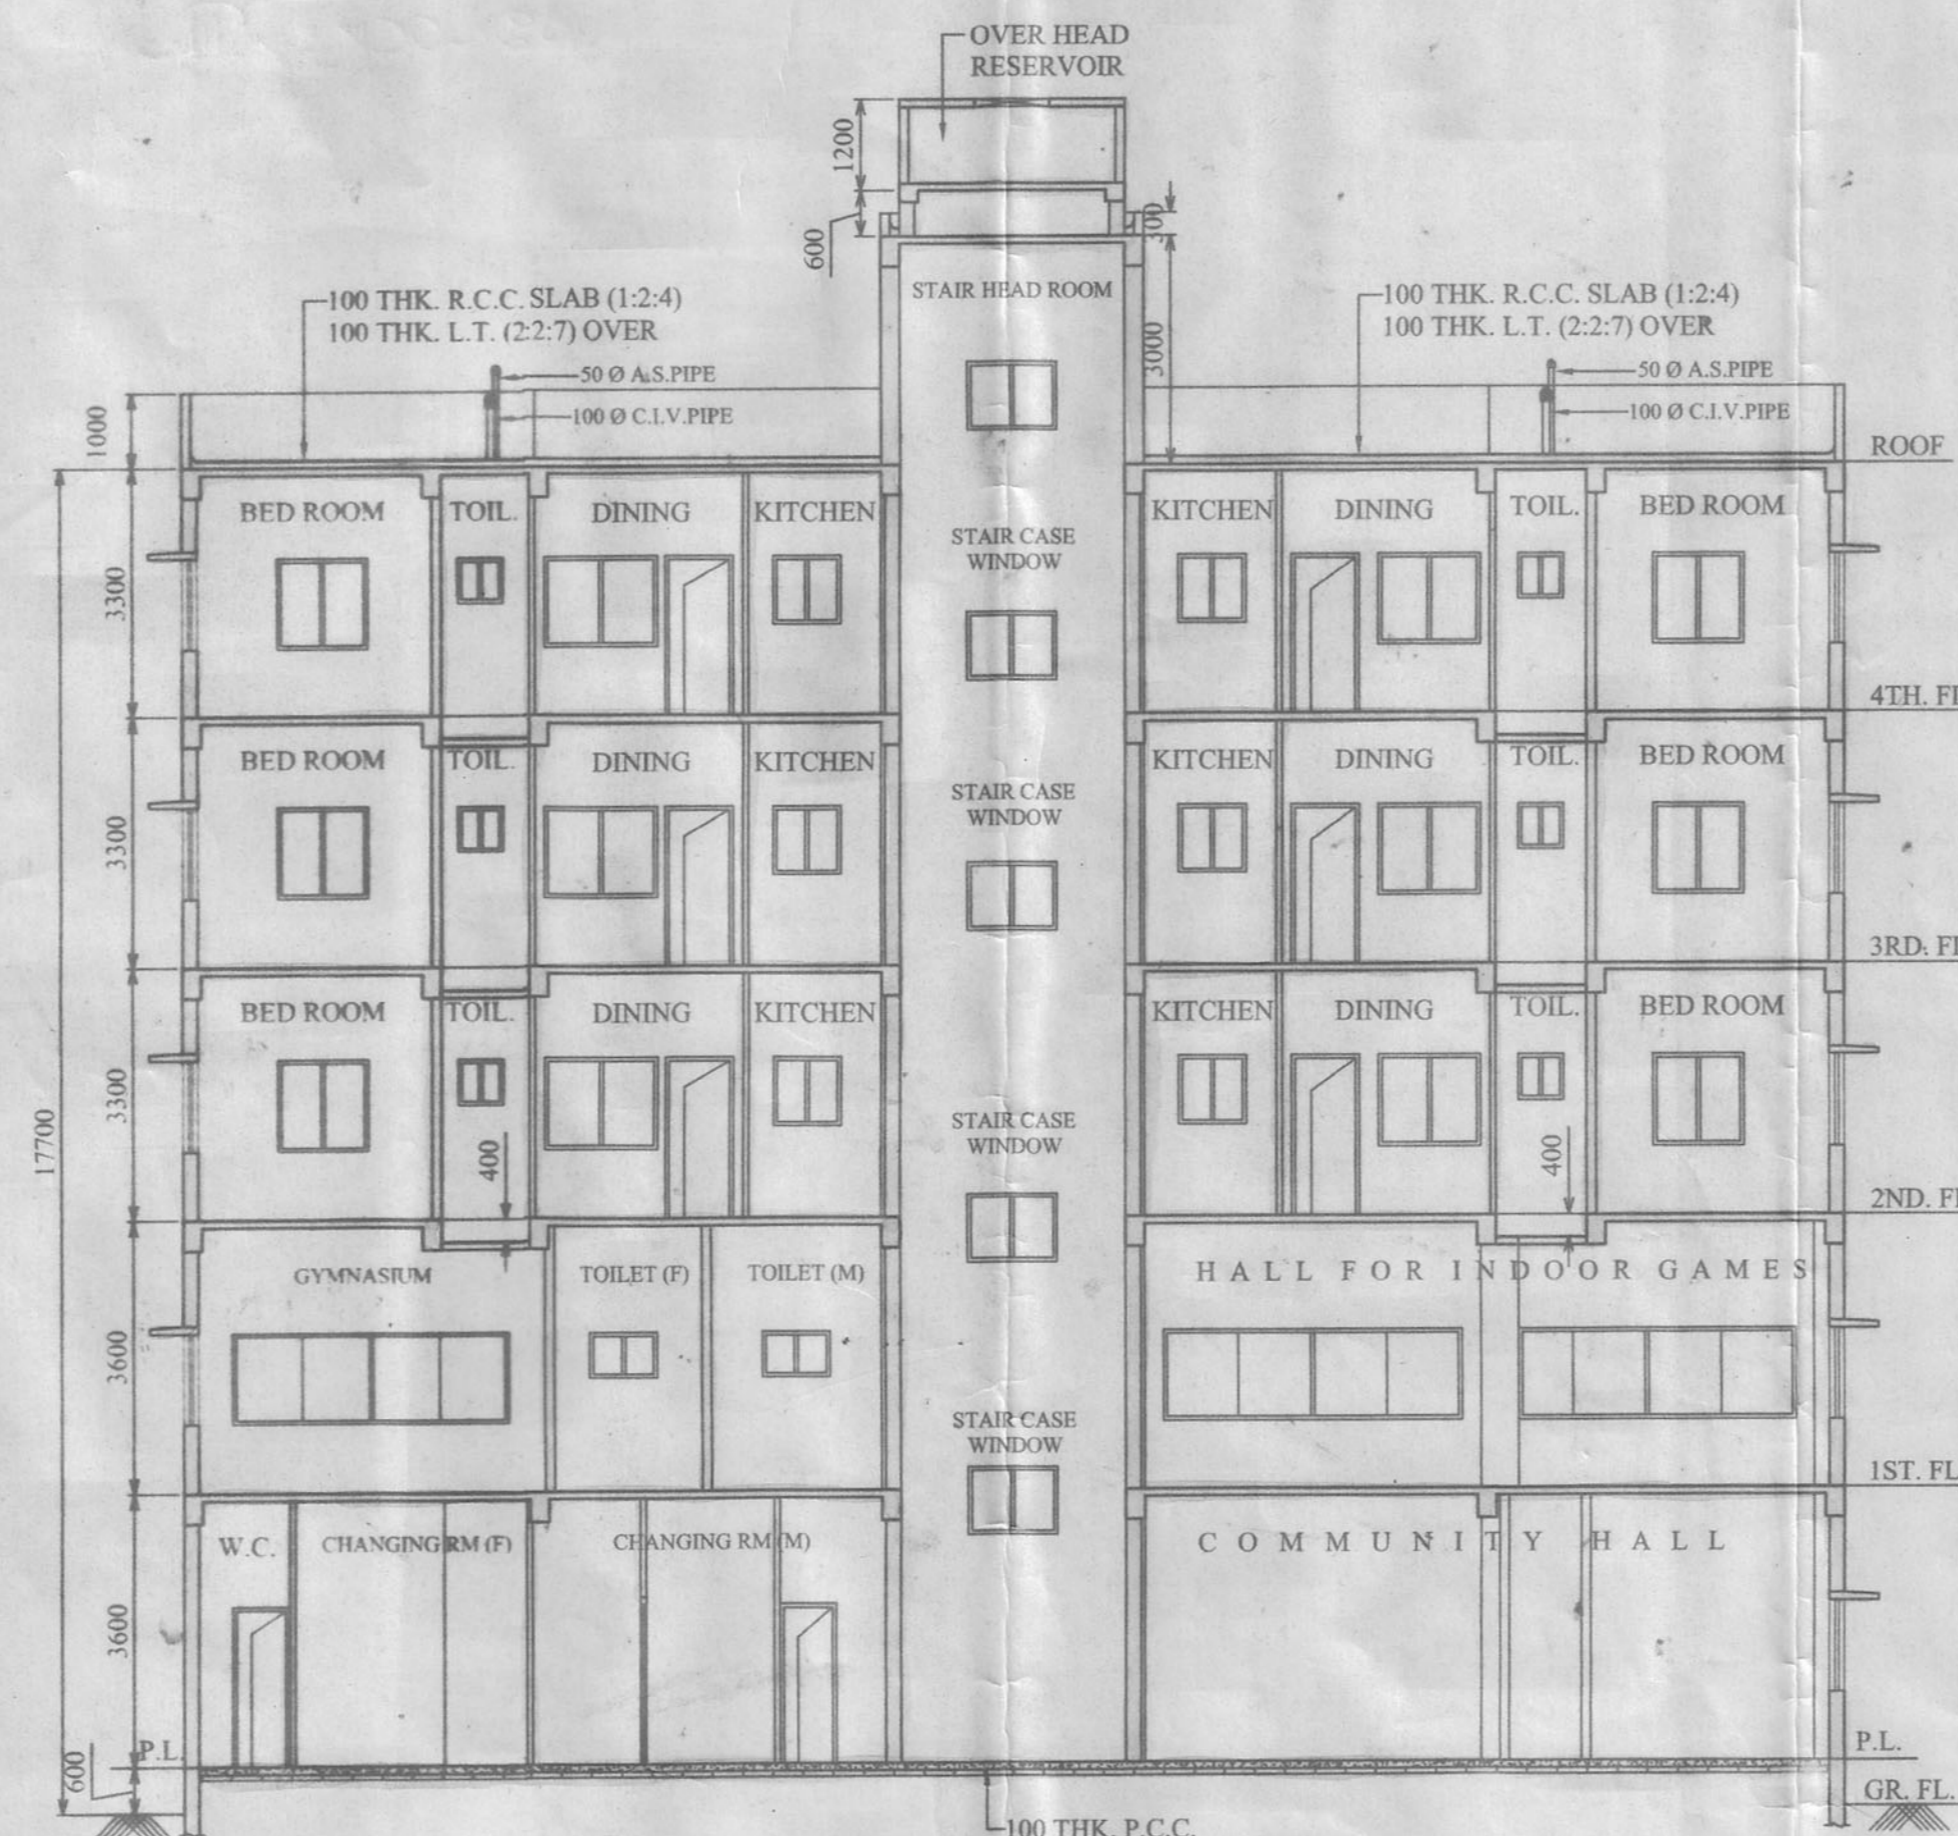 OVER HEAD
RESERVOIR
1200
600
300
STAIR HEAD ROOM
3000
100 THK. R.C.C. SLAB (1:2:4)
100 THK. L.T. (2:2:7) OVER
50 Ø A.S.PIPE
100 Ø C.I.V.PIPE
100 THK. R.C.C. SLAB (1:2:4)
100 THK. L.T. (2:2:7) OVER
50 Ø A.S.PIPE
100 Ø C.I.V.PIPE
1000
ROOF
BED ROOM TOIL. DINING KITCHEN
STAIR CASE
WINDOW
KITCHEN DINING TOIL. BED ROOM
3300
4TH. FL
BED ROOM TOIL. DINING KITCHEN
STAIR CASE
WINDOW
KITCHEN DINING TOIL. BED ROOM
3300
3RD. FL
BED ROOM TOIL. DINING KITCHEN
STAIR CASE
WINDOW
KITCHEN DINING TOIL. BED ROOM
3300
400
400
17700
2ND. FL
GYMNASIUM TOILET (F) TOILET (M)
HALL FOR INDOOR GAMES
3600
STAIR CASE
WINDOW
1ST. FL
W.C. CHANGING RM (F) CHANGING RM (M)
COMMUNITY HALL
3600
P.L.
P.L.
600
GR. FL.
100 THK. P.C.C.